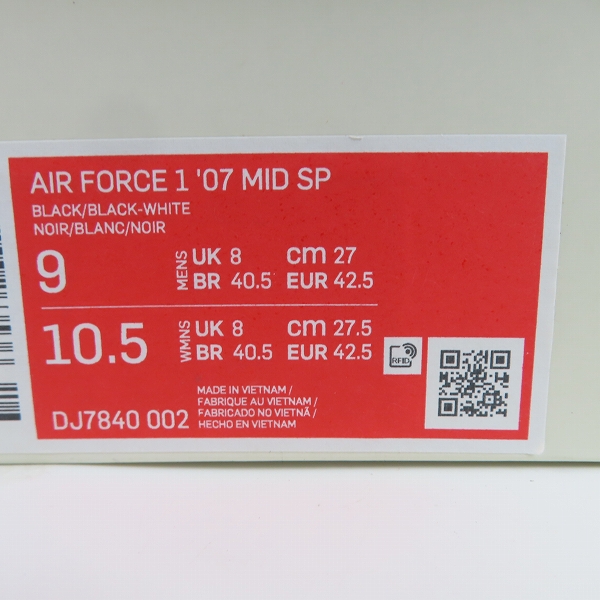 AIR FORCE 1 '07 MID SP
BLACK/BLACK-WHITE
NOIR/BLANC/NOIR
9 MENS UK 8 cm 27
BR 40.5 EUR 42.5
10.5 WMNS UK 8 cm 27.5
BR 40.5 EUR 42.5
RFID
DJ7840 002
MADE IN VIETNAM /
FABRIQUE AU VIETNAM /
FABRICADO NO VIETNÃ /
HECHO EN VIETNAM